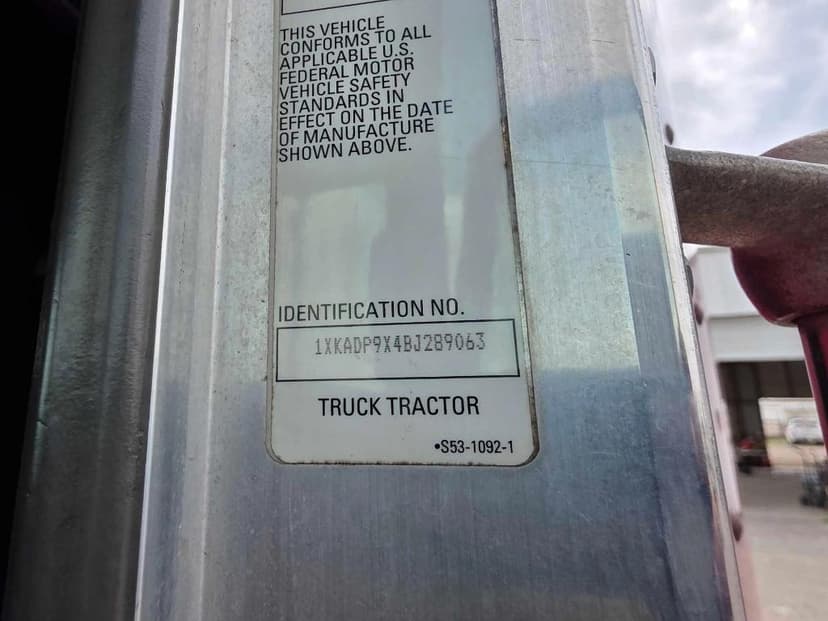 THIS VEHICLE
CONFORMS TO ALL
APPLICABLE U.S.
FEDERAL MOTOR
VEHICLE SAFETY
STANDARDS IN
EFFECT ON THE DATE
OF MANUFACTURE
SHOWN ABOVE.
IDENTIFICATION NO.
1XKADP9X4BJ289063
TRUCK TRACTOR
•S53-1092-1